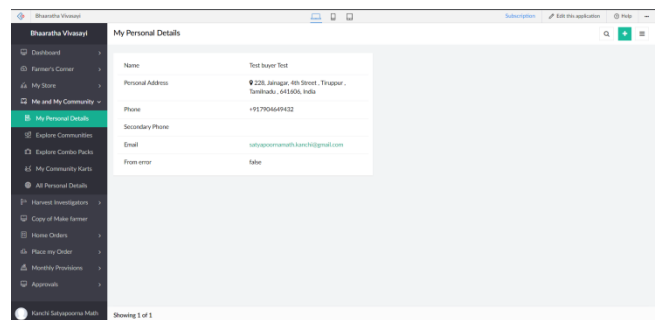 Bhaaratha Vivasayi
Subscription
Edit this application
Help
Bhaaratha Vivasayi
My Personal Details
Dashboard
Farmer's Corner
My Store
Me and My Community
My Personal Details
Explore Communities
Explore Combo Packs
My Community Karts
All Personal Details
Harvest Investigators
Copy of Make farmer
Home Orders
Place my Order
Monthly Provisions
Approvals
Kanchi Satyapoorna Math
Name Test buyer Test
Personal Address 228, Jainagar, 4th Street , Tiruppur ,
Tamilnadu , 641606, India
Phone +917904649432
Secondary Phone
Email satyapoornamath.kanchi@gmail.com
From error false
Showing 1 of 1